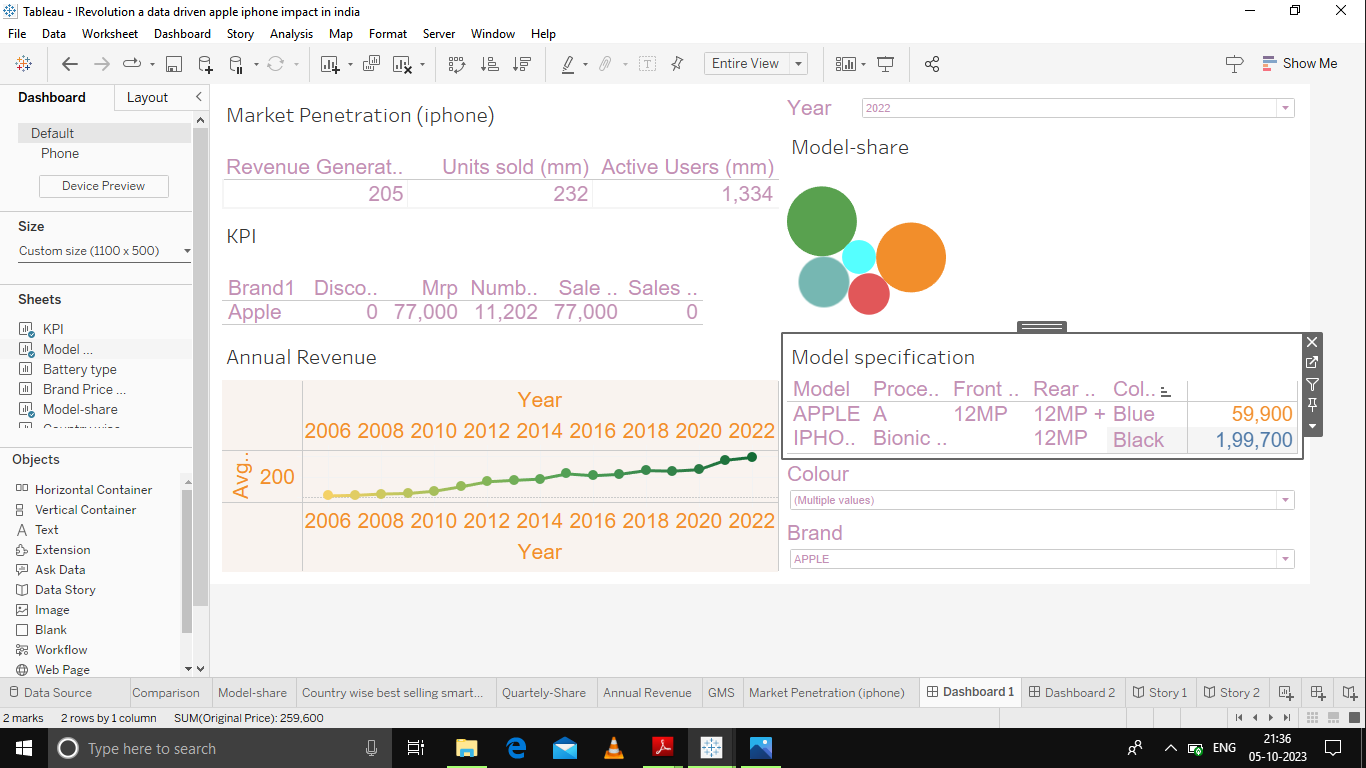 Tableau - IRevolution a data driven apple iphone impact in india
File Data Worksheet Dashboard Story Analysis Map Format Server Window Help
Entire View
Show Me
Dashboard Layout
Default
Phone
Device Preview
Size
Custom size (1100 x 500)
Sheets
KPI
Model ...
Battery type
Brand Price ...
Model-share
Objects
Horizontal Container
Vertical Container
Text
Extension
Ask Data
Data Story
Image
Blank
Workflow
Web Page
Market Penetration (iphone)
Revenue Generat.. Units sold (mm) Active Users (mm)
205 232 1,334
KPI
Brand1 Disco.. Mrp Numb.. Sale .. Sales ..
Apple 0 77,000 11,202 77,000 0
Annual Revenue
Year
2006 2008 2010 2012 2014 2016 2018 2020 2022
Avg..
200
2006 2008 2010 2012 2014 2016 2018 2020 2022
Year
Year
2022
Model-share
Model specification
Model Proce.. Front .. Rear .. Col..
APPLE A 12MP 12MP + Blue 59,900
IPHO.. Bionic .. 12MP Black 1,99,700
Colour
(Multiple values)
Brand
APPLE
Data Source Comparison Model-share Country wise best selling smart... Quartely-Share Annual Revenue GMS Market Penetration (iphone) Dashboard 1 Dashboard 2 Story 1 Story 2
2 marks 2 rows by 1 column SUM(Original Price): 259,600
Type here to search
ENG
21:36
05-10-2023